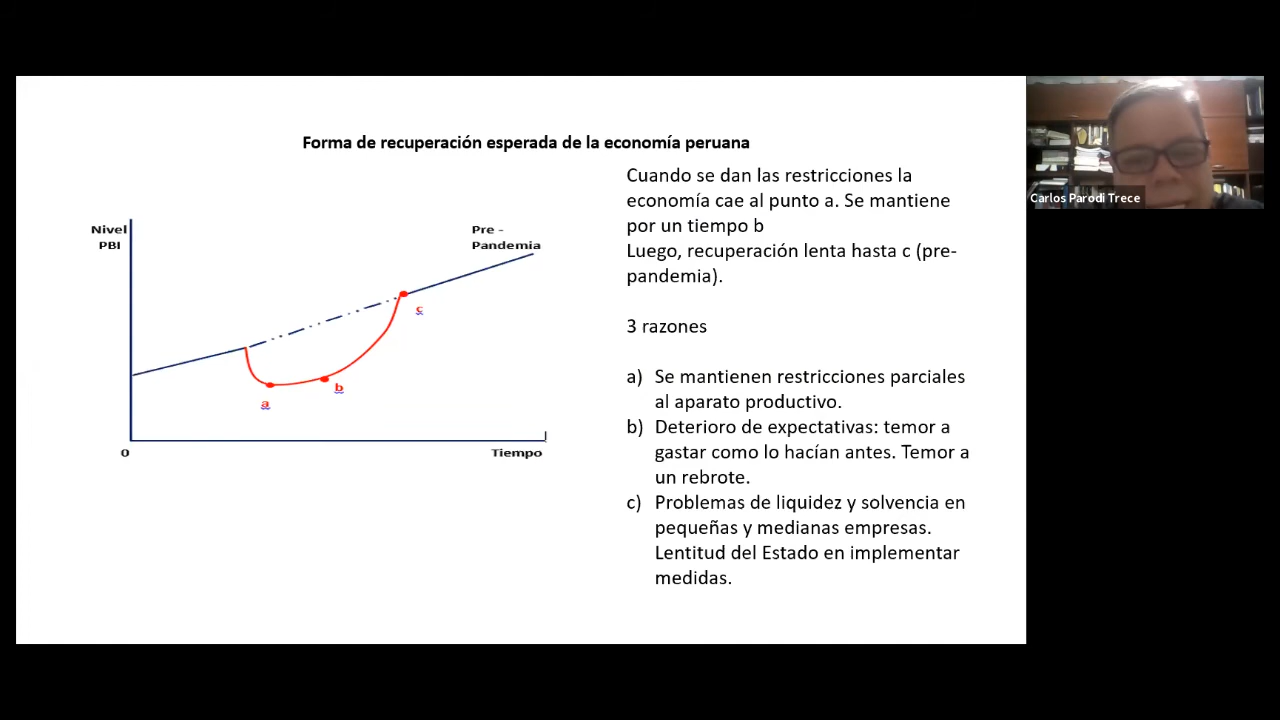 Forma de recuperación esperada de la economía peruana
Nivel
PBI
Pre -
Pandemia
c
b
a
0
Tiempo
Cuando se dan las restricciones la
economía cae al punto a. Se mantiene
por un tiempo b
Luego, recuperación lenta hasta c (pre-
pandemia).
3 razones
a) Se mantienen restricciones parciales
al aparato productivo.
b) Deterioro de expectativas: temor a
gastar como lo hacían antes. Temor a
un rebrote.
c) Problemas de liquidez y solvencia en
pequeñas y medianas empresas.
Lentitud del Estado en implementar
medidas.
Carlos Parodi Trece